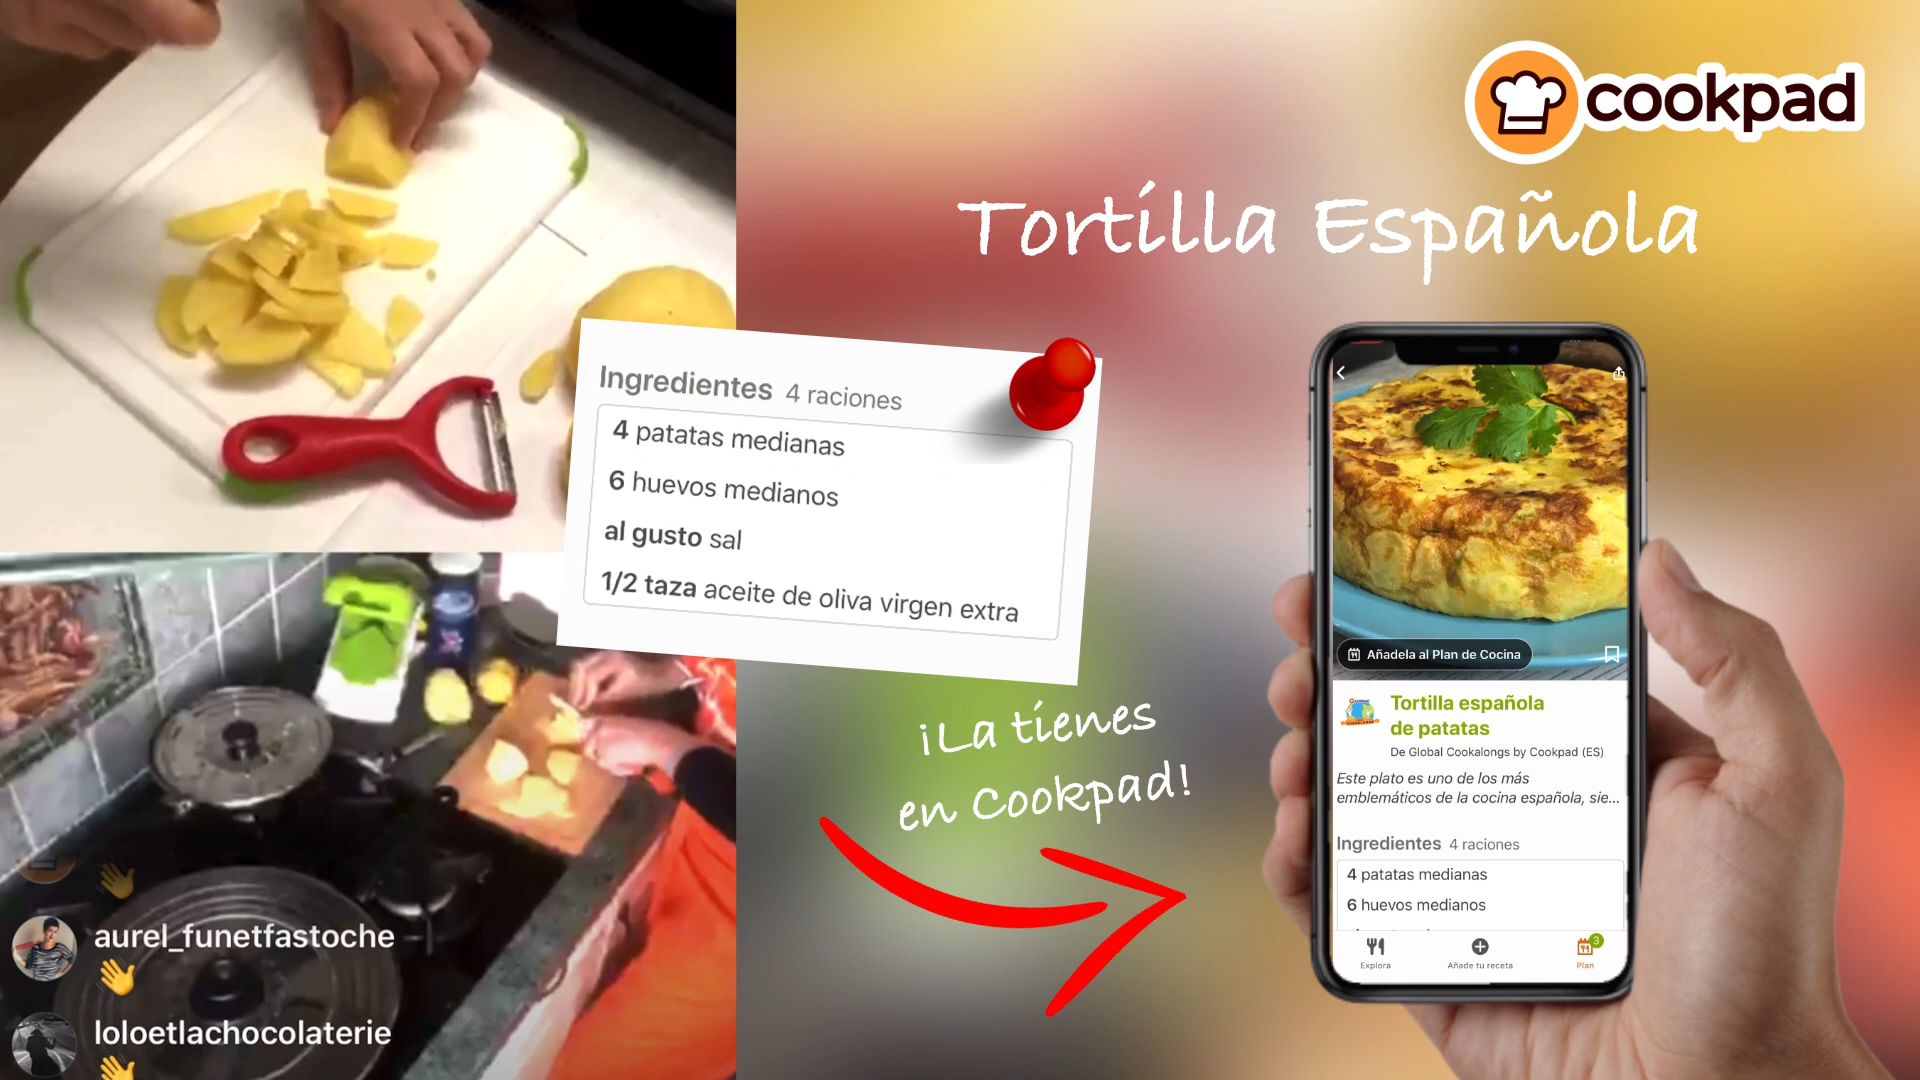 cookpad
Tortilla Española
Ingredientes 4 raciones
4 patatas medianas
6 huevos medianos
al gusto sal
1/2 taza aceite de oliva virgen extra
¡La tienes
en Cookpad!
aurel_funetfastoche
loloetlachocolaterie
Añadela al Plan de Cocina
Tortilla española
de patatas
De Global Cookalongs by Cookpad (ES)
Este plato es uno de los más
emblemáticos de la cocina española, sie...
Ingredientes 4 raciones
4 patatas medianas
6 huevos medianos
3
Explora
Añade tu receta
Plan